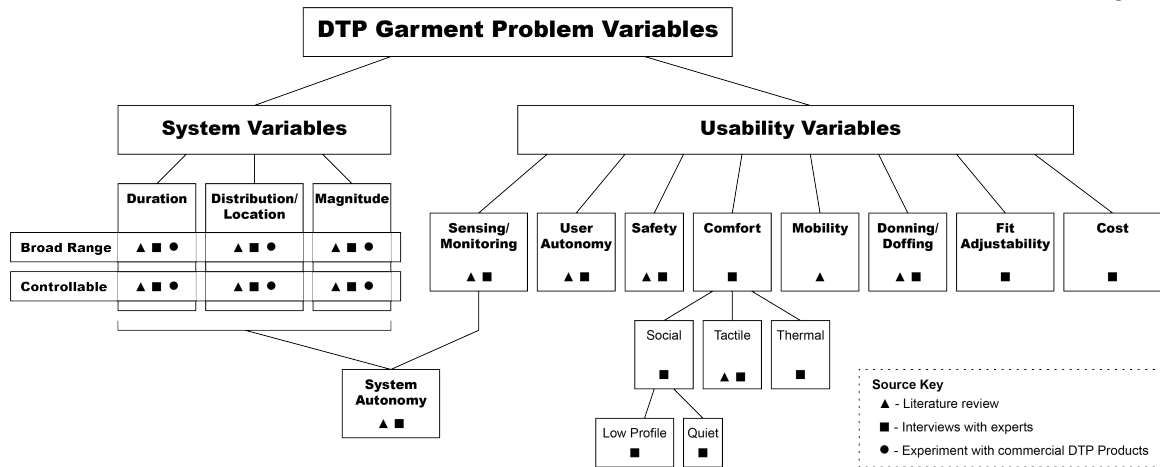 DTP Garment Problem Variables
System Variables
Usability Variables
Duration
Distribution/
Location
Magnitude
Broad Range
Controllable
Sensing/
Monitoring
User
Autonomy
Safety
Comfort
Mobility
Donning/
Doffing
Fit
Adjustability
Cost
Social
Tactile
Thermal
Low Profile
Quiet
System
Autonomy
Source Key
▲ - Literature review
■ - Interviews with experts
● - Experiment with commercial DTP Products